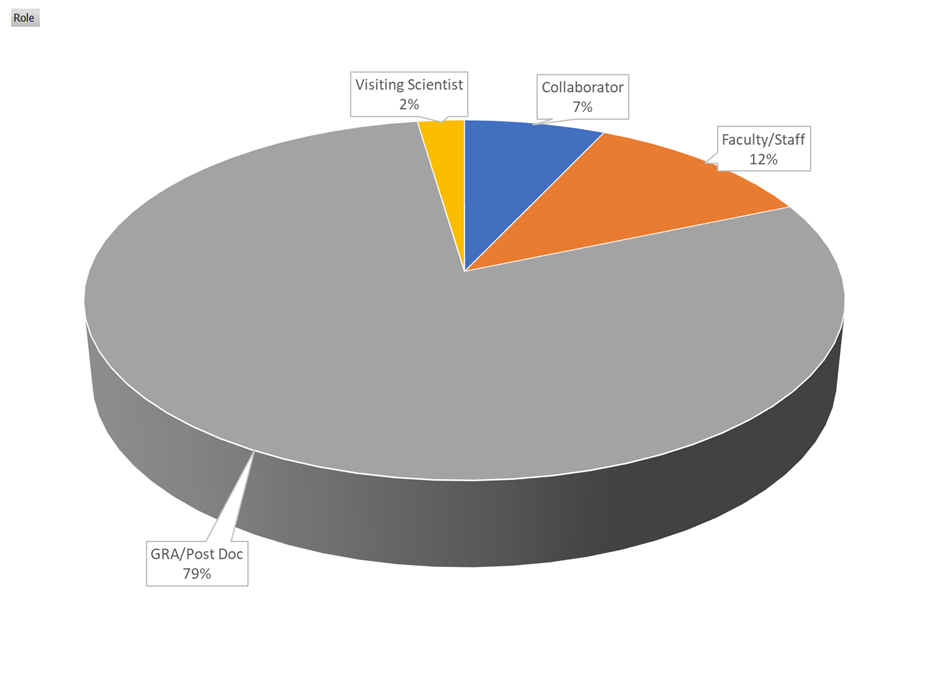 Role
Visiting Scientist
2%
Collaborator
7%
Faculty/Staff
12%
GRA/Post Doc
79%